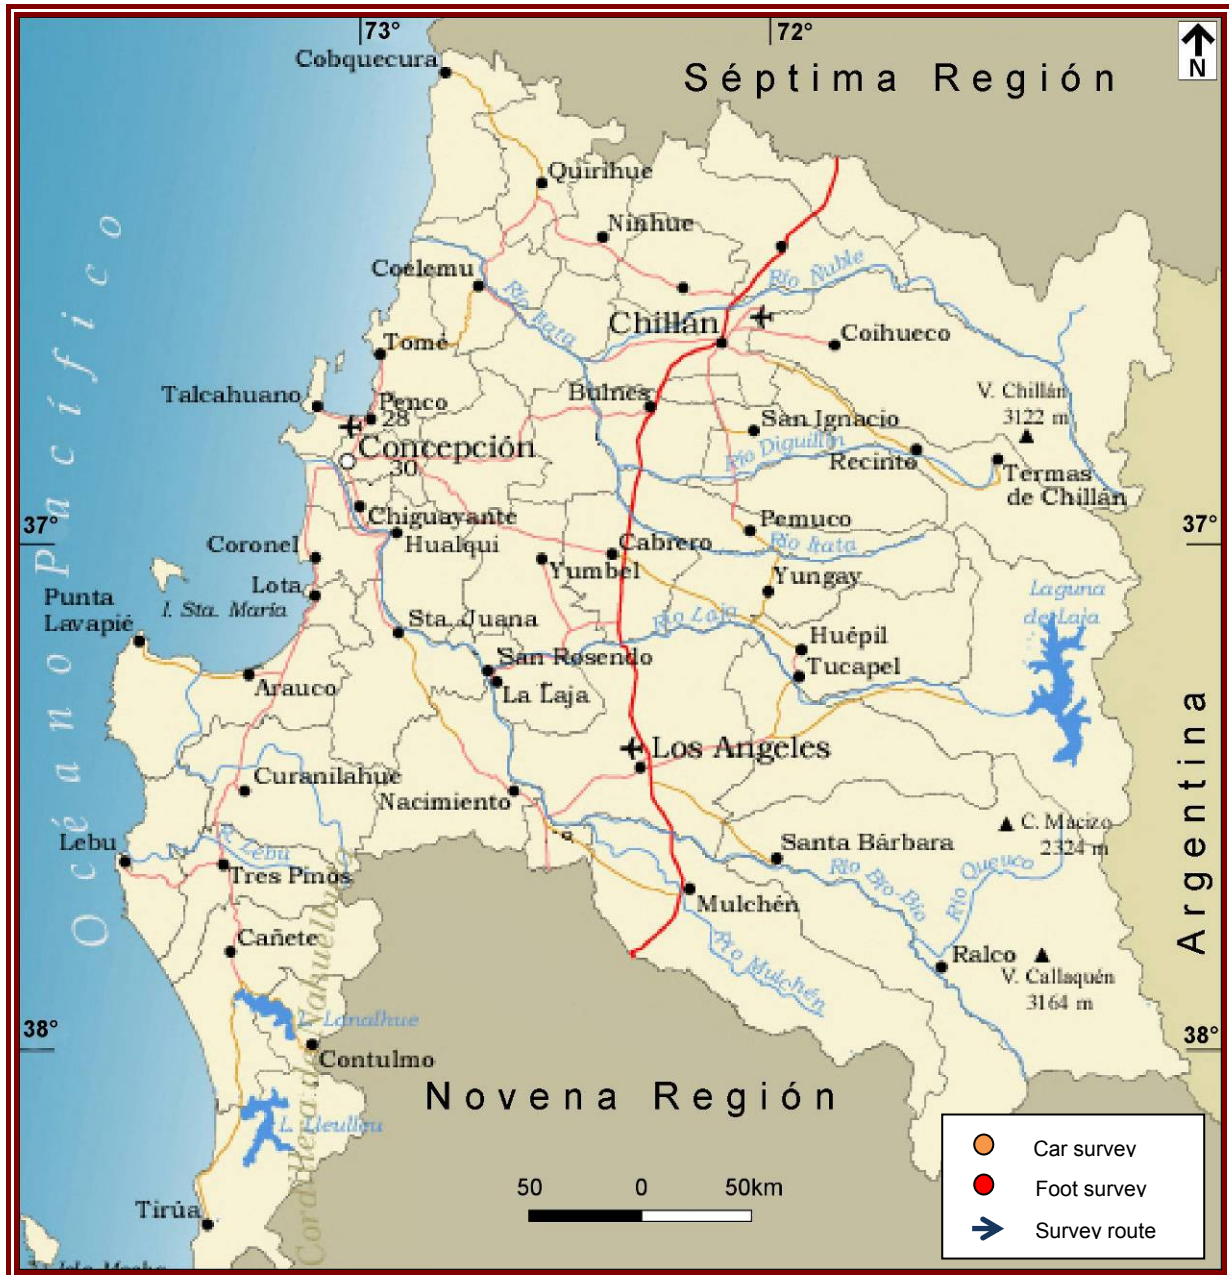 73°
72°
N
Cobquecura
Séptima Región
Quirihue
Ninhue
Coelemu
Río Itata
Río Ñuble
Chillán
Coihueco
Tomé
Talcahuano
Penco
28
Bulnes
V. Chillán
3122 m
San Ignacio
Concepción
30
Río Diguillín
Recinto
Termas
de Chillán
Océano Pacífico
37°
37°
Chiguayante
Hualqui
Pemuco
Coronel
Cabrero
Río Itata
Yumbel
Lota
Yungay
Punta
Lavapié
I. Sta. María
Laguna
de Laja
Sta. Juana
Río Laja
Huépil
San Rosendo
Tucapel
La Laja
Arauco
Los Angeles
Argentina
Curanilahue
Nacimiento
Lebu
R. Lebu
C. Macizo
2324 m
Santa Bárbara
Tres Pinos
Río Bío-Bío
Río Queuco
Mulchén
Cañete
Río Mulchén
Ralco
V. Callaquén
3164 m
Cordillera de Nahuelbuta
38°
38°
L. Lanalhue
Contulmo
Novena Región
L. Lleulleu
Car survey
Foot survey
Survey route
50 0 50km
Tirúa